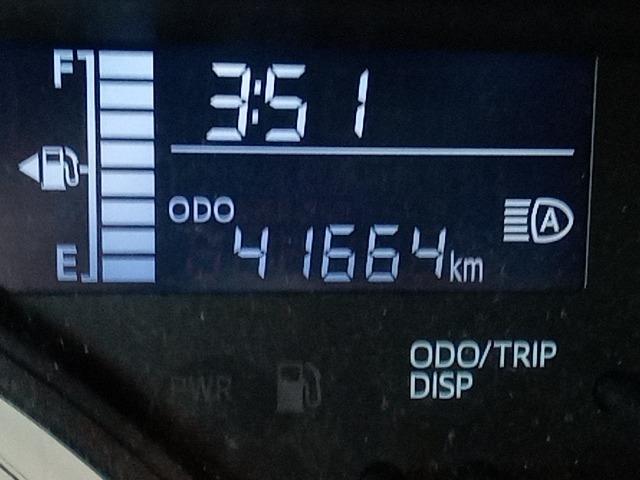 F
3:51
ODO
E
41664km
A
ODO/TRIP
DISP
PWR